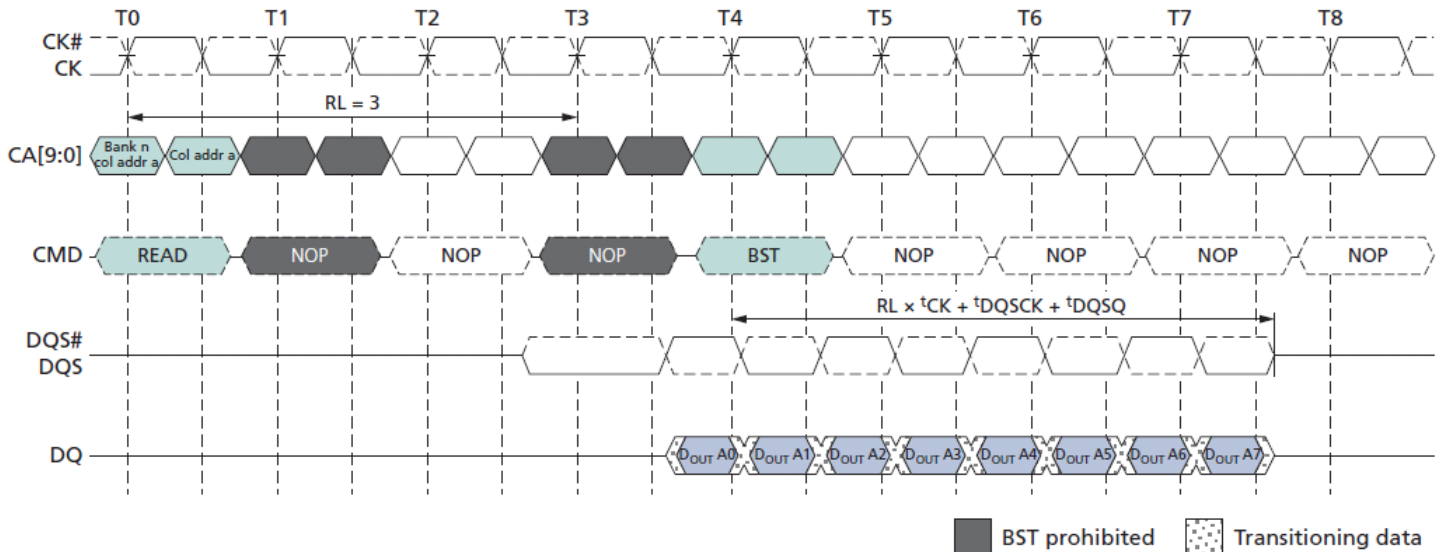 T0 T1 T2 T3 T4 T5 T6 T7 T8
CK#
CK
RL = 3
CA[9:0] Bank n col addr a Col addr a
CMD READ NOP NOP NOP BST NOP NOP NOP NOP
RL × tCK + tDQSCK + tDQSQ
DQS#
DQS
DQ DOUT A0 DOUT A1 DOUT A2 DOUT A3 DOUT A4 DOUT A5 DOUT A6 DOUT A7
BST prohibited Transitioning data